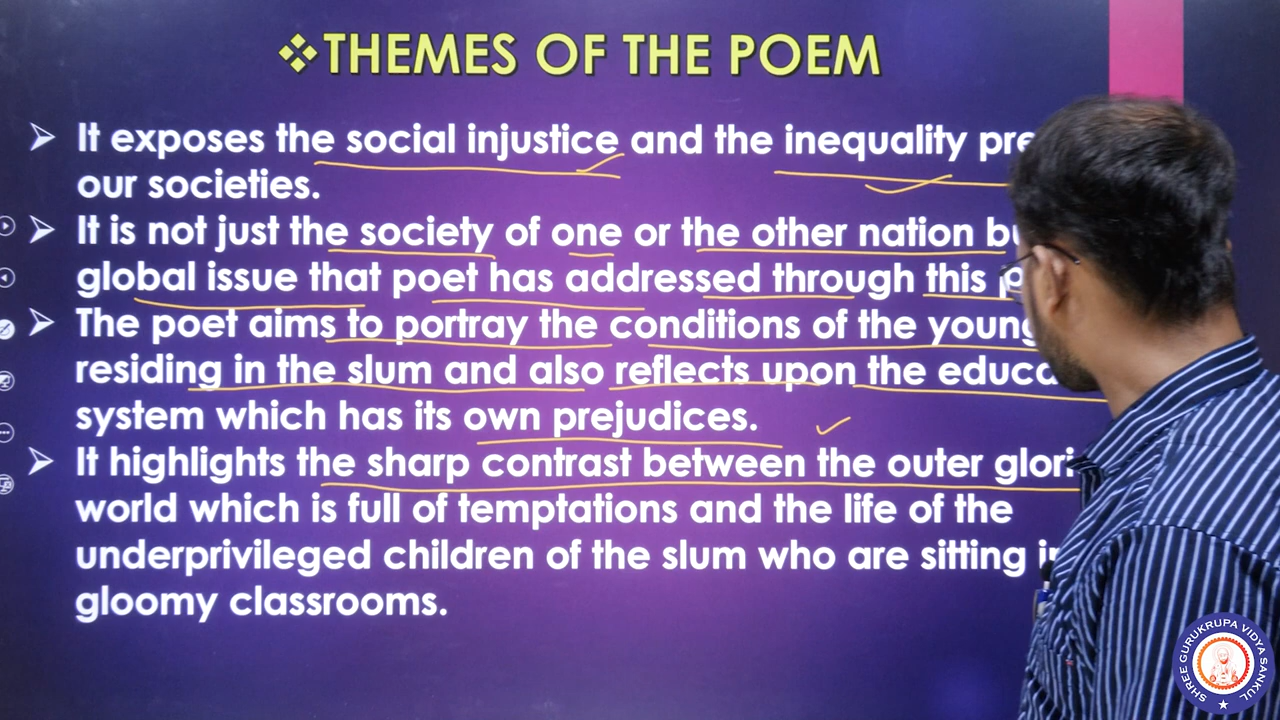 ❖THEMES OF THE POEM
➢ It exposes the social injustice and the inequality
our societies.
➢ It is not just the society of one or the other nation
global issue that poet has addressed through this
➢ The poet aims to portray the conditions of the young
residing in the slum and also reflects upon the
system which has its own prejudices.
➢ It highlights the sharp contrast between the outer
world which is full of temptations and the life of the
underprivileged children of the slum who are sitting
gloomy classrooms.
SHREE GURUKRUPA VIDYA SANKUL